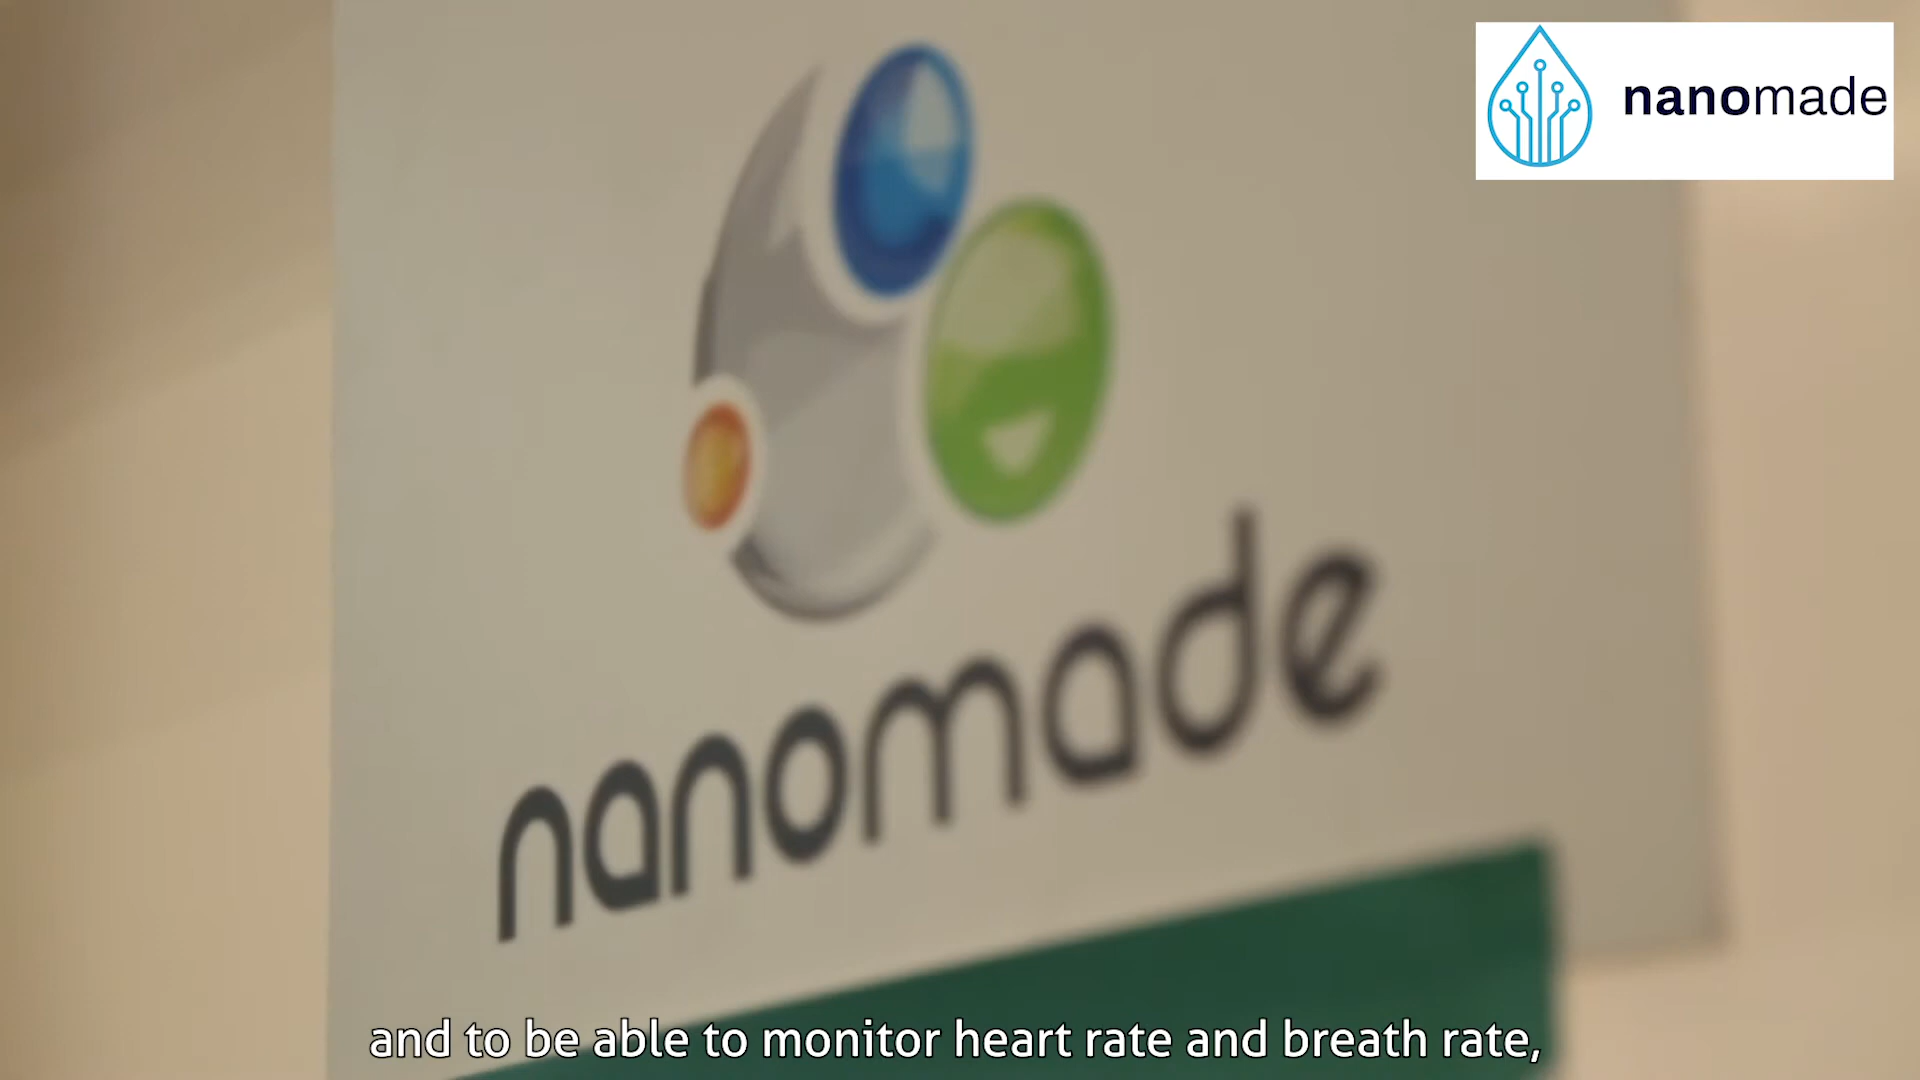 nanomade
nanomade
and to be able to monitor heart rate and breath rate,